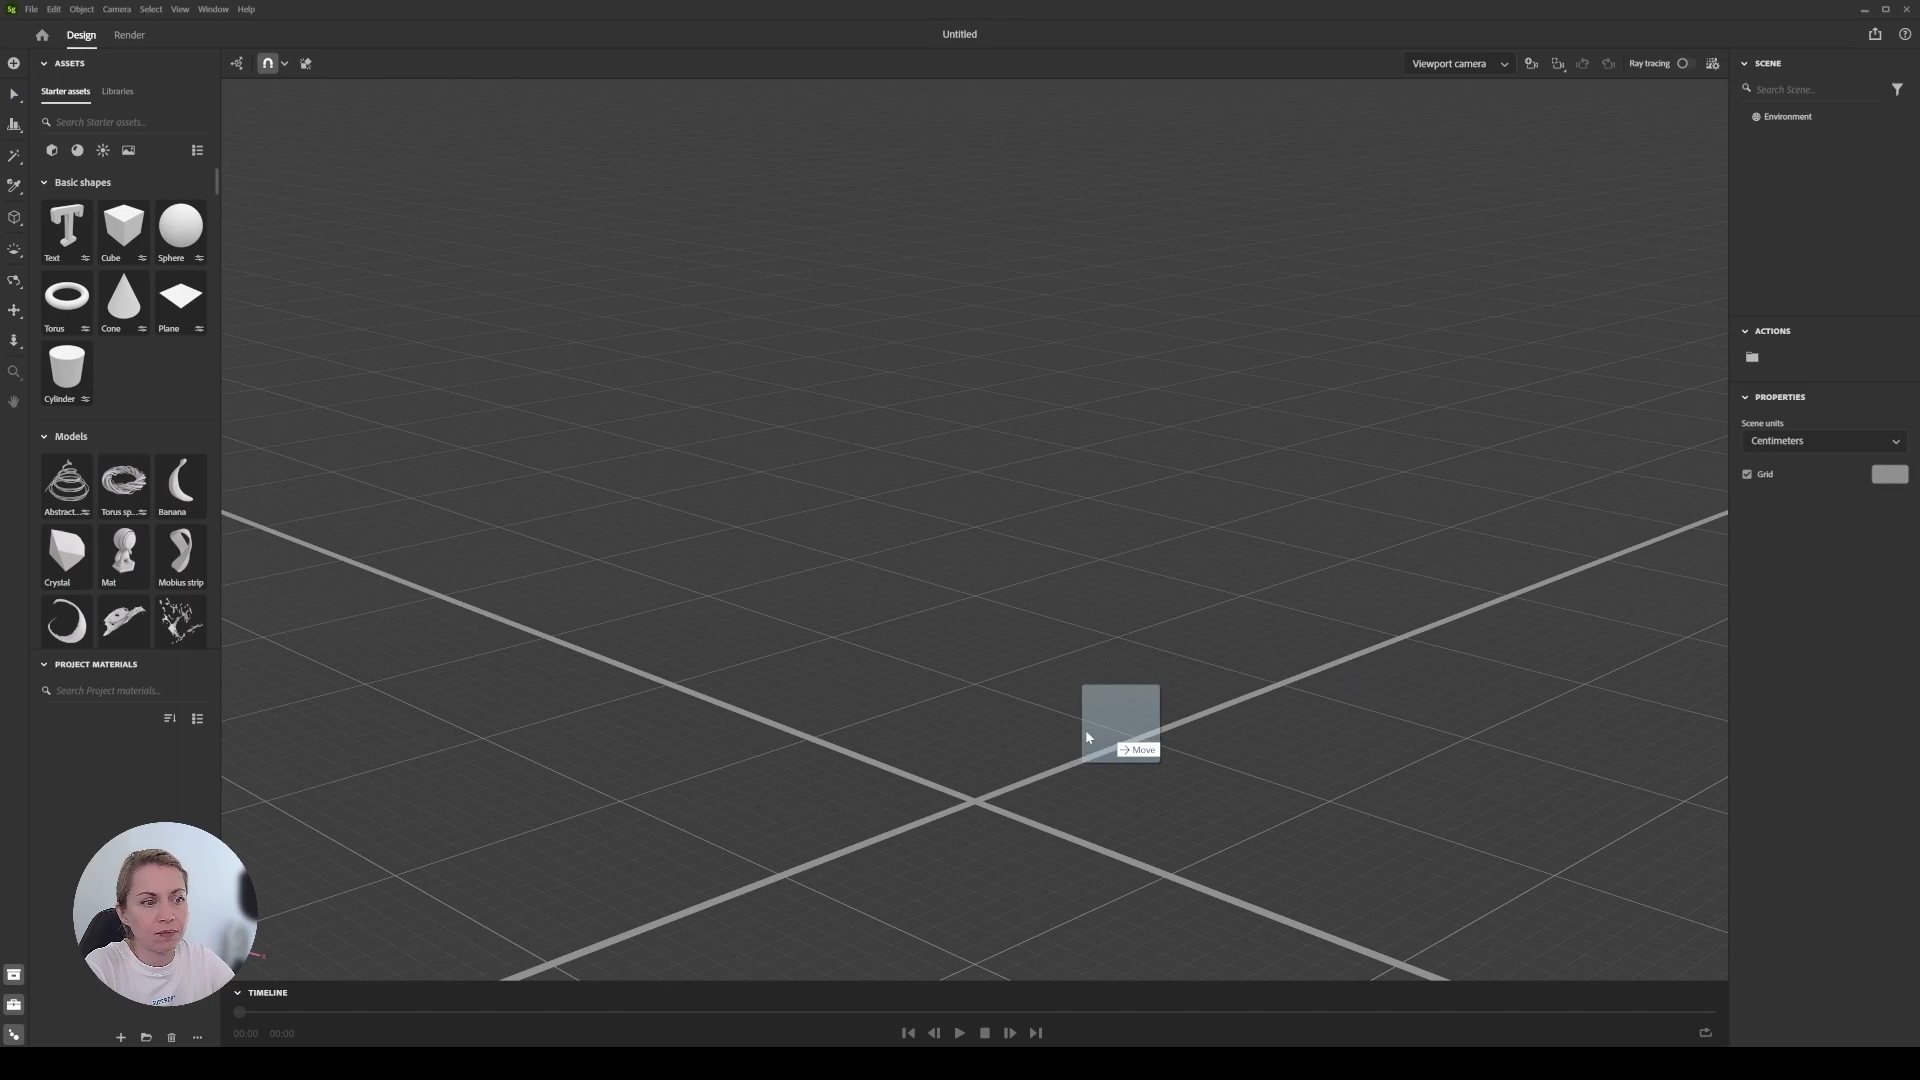 Sg File Edit Object Camera Select View Window Help
Design Render Untitled
ASSETS
Starter assets Libraries
Search Starter assets...
Basic shapes
Text Cube Sphere
Torus Cone Plane
Cylinder
Models
Abstract... Torus sp... Banana
Crystal Mat Mobius strip
PROJECT MATERIALS
Search Project materials...
Viewport camera Ray tracing
Move
TIMELINE
00:00 00:00
SCENE
Search Scene...
Environment
ACTIONS
PROPERTIES
Scene units
Centimeters
Grid